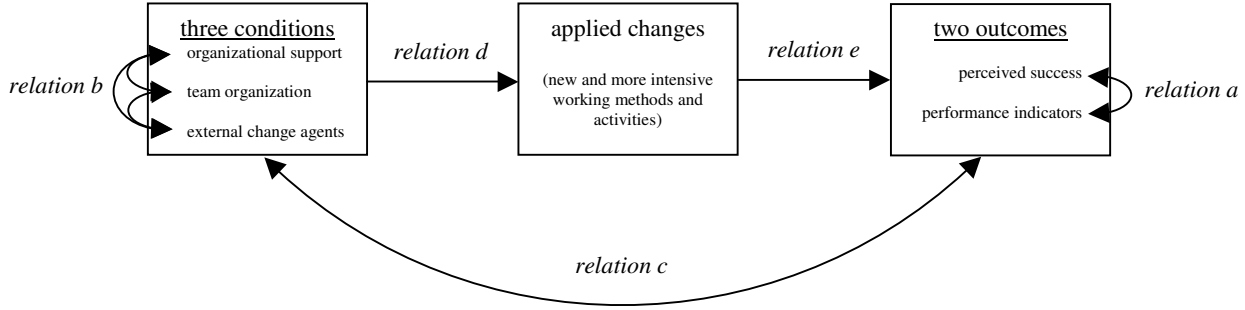 three conditions
organizational support
team organization
external change agents
relation b
relation d
applied changes
(new and more intensive
working methods and
activities)
relation e
two outcomes
perceived success
performance indicators
relation a
relation c